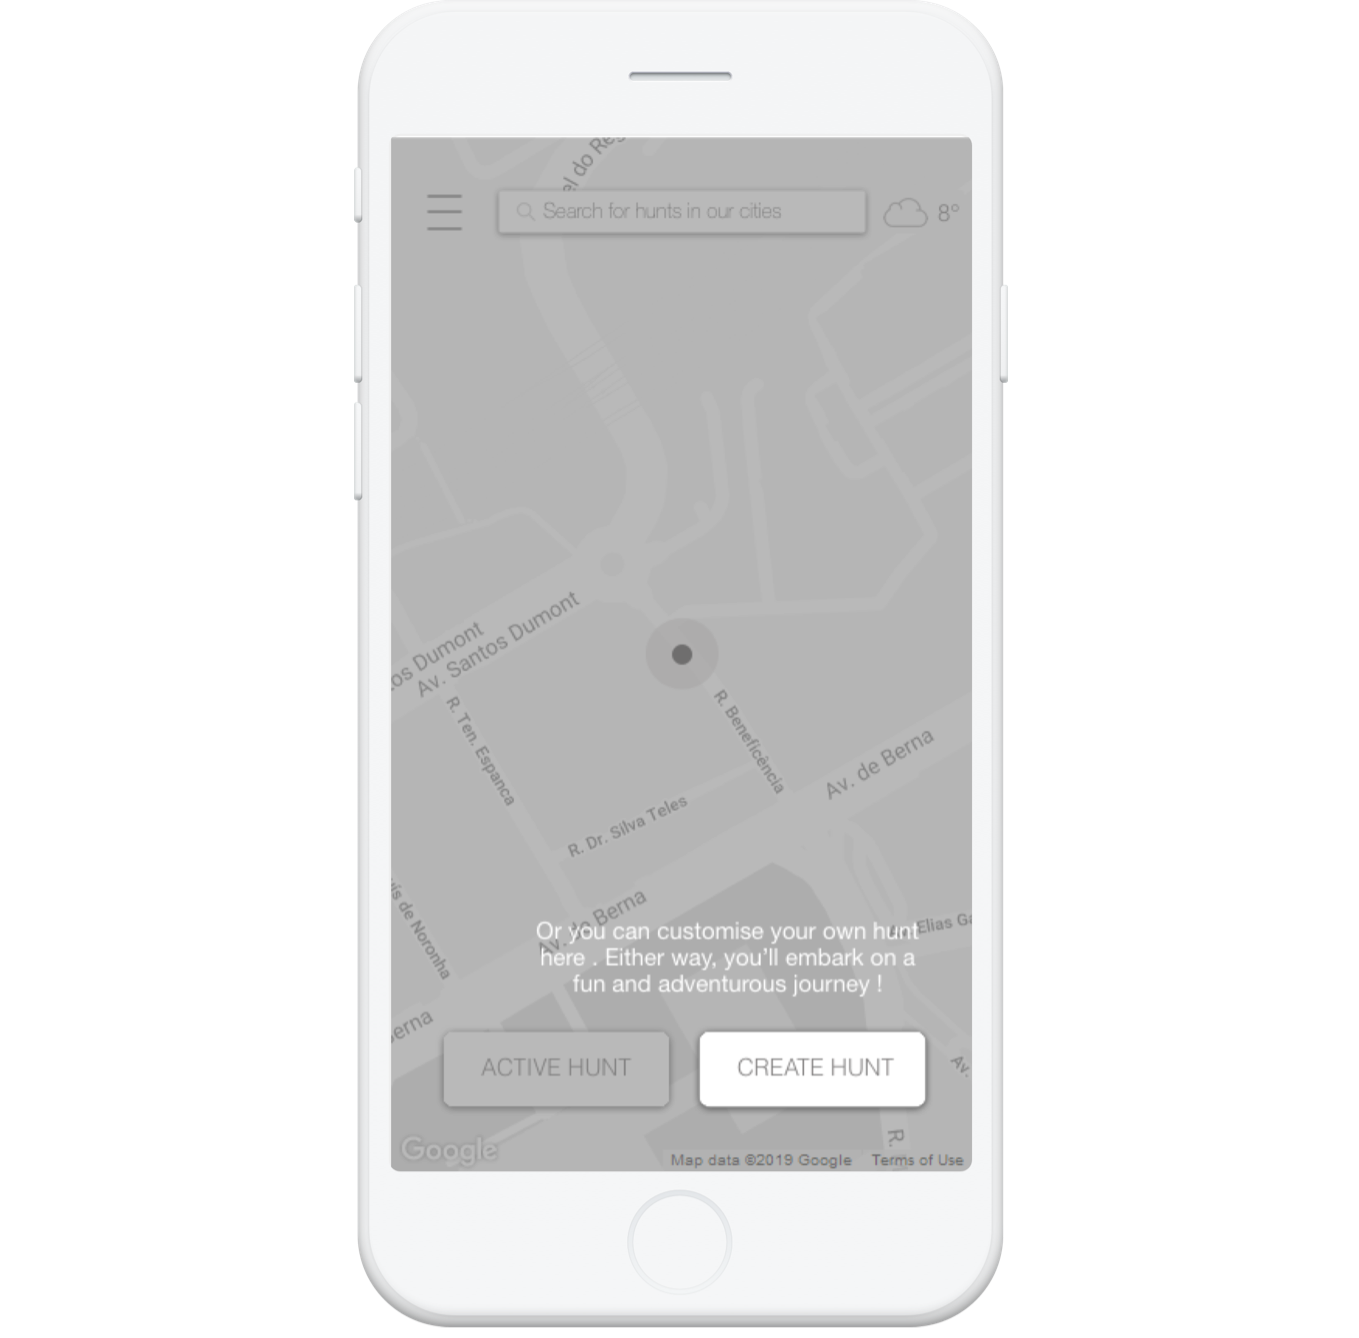 el do Reg
Search for hunts in our cities
8°
os Dumont
Av. Santos Dumont
R. Ten. Espanca
R. Beneficência
Av. de Berna
R. Dr. Silva Teles
uís de Noronha
Av. de Berna
Elias Ga
Or you can customise your own hunt
here . Either way, you'll embark on a
fun and adventurous journey !
erna
ACTIVE HUNT
CREATE HUNT
Av.
R.
Google
Map data ©2019 Google
Terms of Use